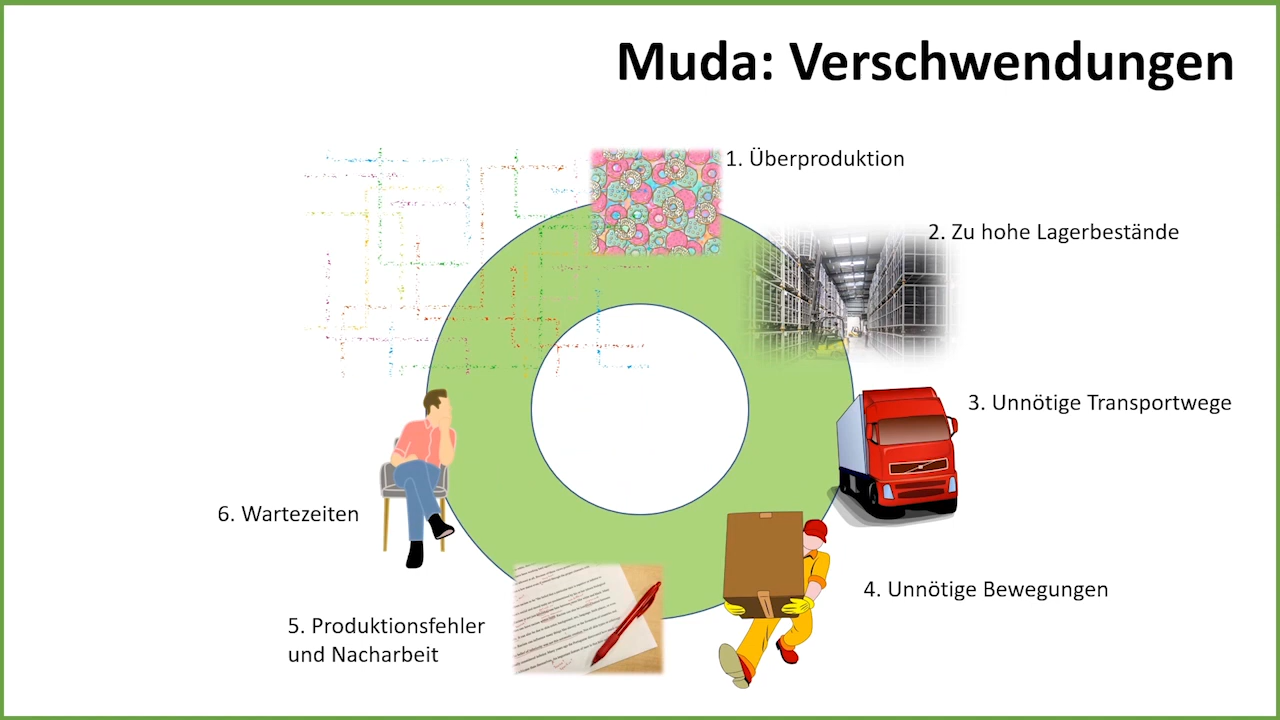 Muda: Verschwendungen
1. Überproduktion
2. Zu hohe Lagerbestände
3. Unnötige Transportwege
4. Unnötige Bewegungen
5. Produktionsfehler
und Nacharbeit
6. Wartezeiten